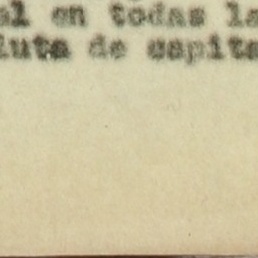 al en todas la
luta de capita